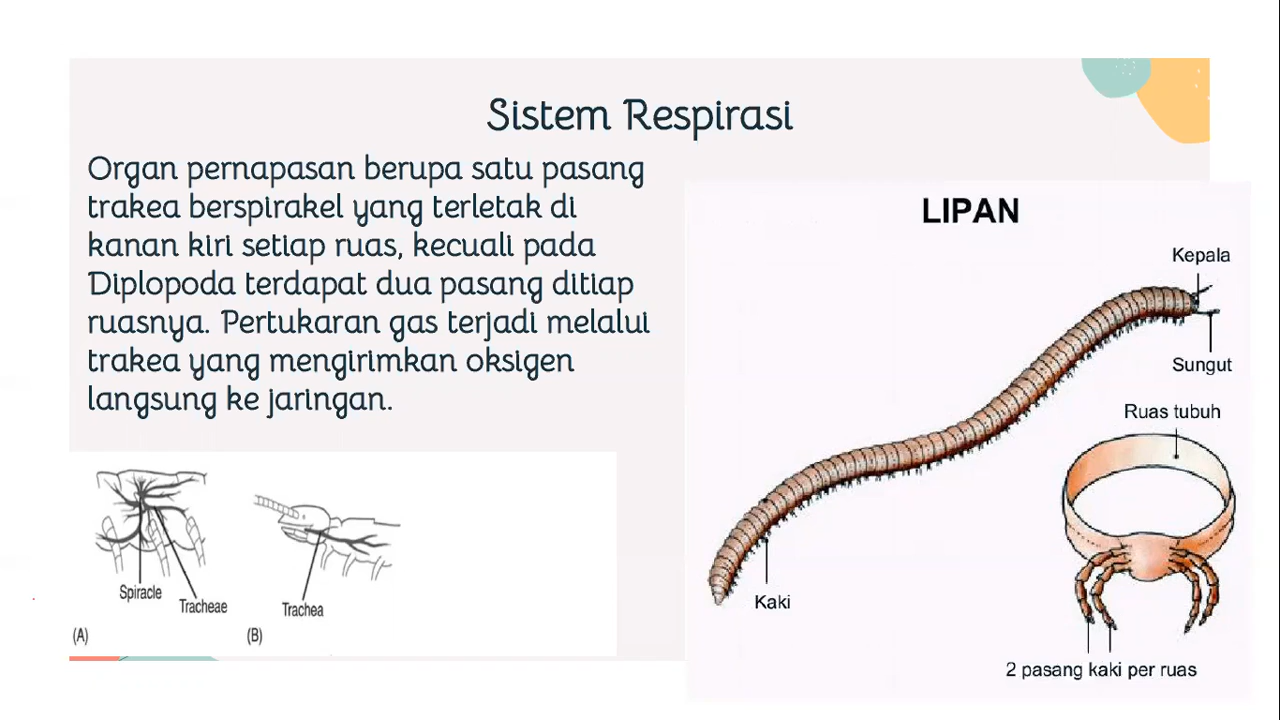 Sistem Respirasi
Organ pernapasan berupa satu pasang
trakea berspirakel yang terletak di
kanan kiri setiap ruas, kecuali pada
Diplopoda terdapat dua pasang ditiap
ruasnya. Pertukaran gas terjadi melalui
trakea yang mengirimkan oksigen
langsung ke jaringan.
Spiracle
Tracheae
(A)
Trachea
(B)
LIPAN
Kepala
Sungut
Ruas tubuh
Kaki
2 pasang kaki per ruas